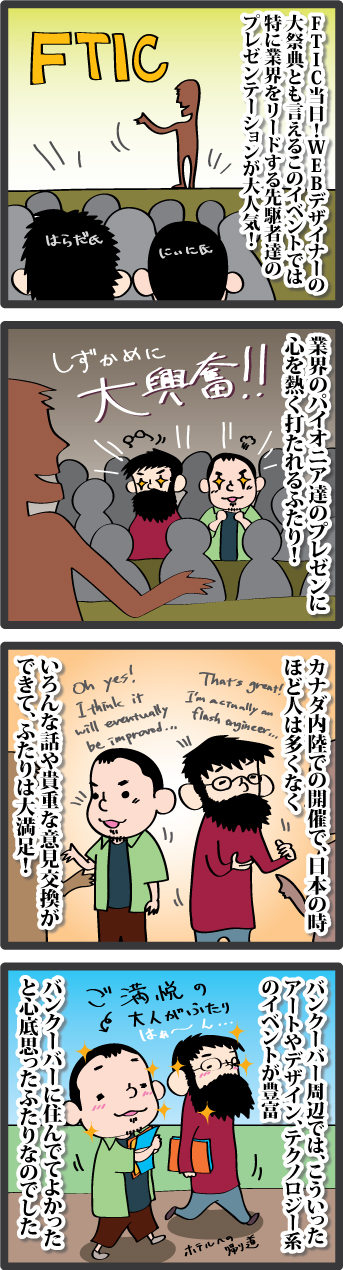 FTIC当日！WEBデザイナーの
大祭典とも言えるこのイベントでは
特に業界をリードする先駆者達の
プレゼンテーションが大人気！
FTIC
はらだ氏
にいに氏
業界のパイオニア達のプレゼンに
心を熱く打たれるふたり！
しずかめに
大興奮!!
カナダ内陸での開催で、日本の時
ほど人は多くなく
That's great!
I'm actually an
flash engineer...
Oh yes!
I think it
will eventually
be improved...
いろんな話や貴重な意見交換が
できて、ふたりは大満足！
バンクーバー周辺では、こういった
アートやデザイン、テクノロジー系
のイベントが豊富
ご満悦の
大人がふたり
はぁ〜ん...
バンクーバーに住んでてよかった
と心底思ったふたりなのでした
ホテルへの
帰り道